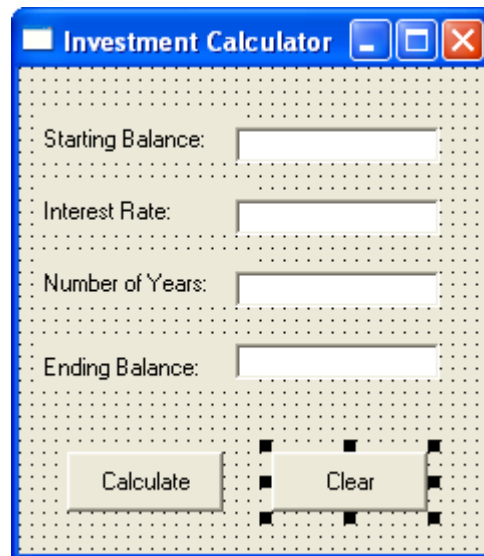 Investment Calculator
Starting Balance:
Interest Rate:
Number of Years:
Ending Balance:
Calculate Clear